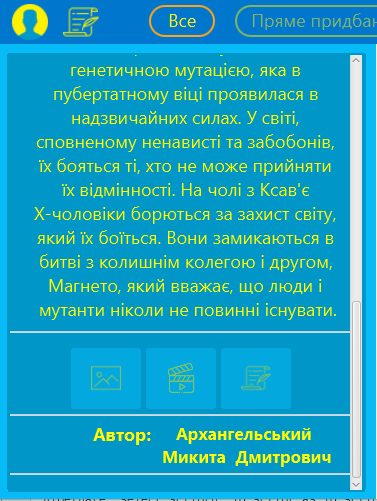 Все
Пряме придбан
генетичною мутацією, яка в
пубертатному віці проявилася в
надзвичайних силах. У світі,
сповненому ненависті та забобонів,
їх бояться ті, хто не може прийняти
їх відмінності. На чолі з Ксав'є
Х-чоловіки борються за захист світу,
який їх боїться. Вони замикаються в
битві з колишнім колегою і другом,
Магнето, який вважає, що люди і
мутанти ніколи не повинні існувати.
Автор:
Архангельський
Микита Дмитрович